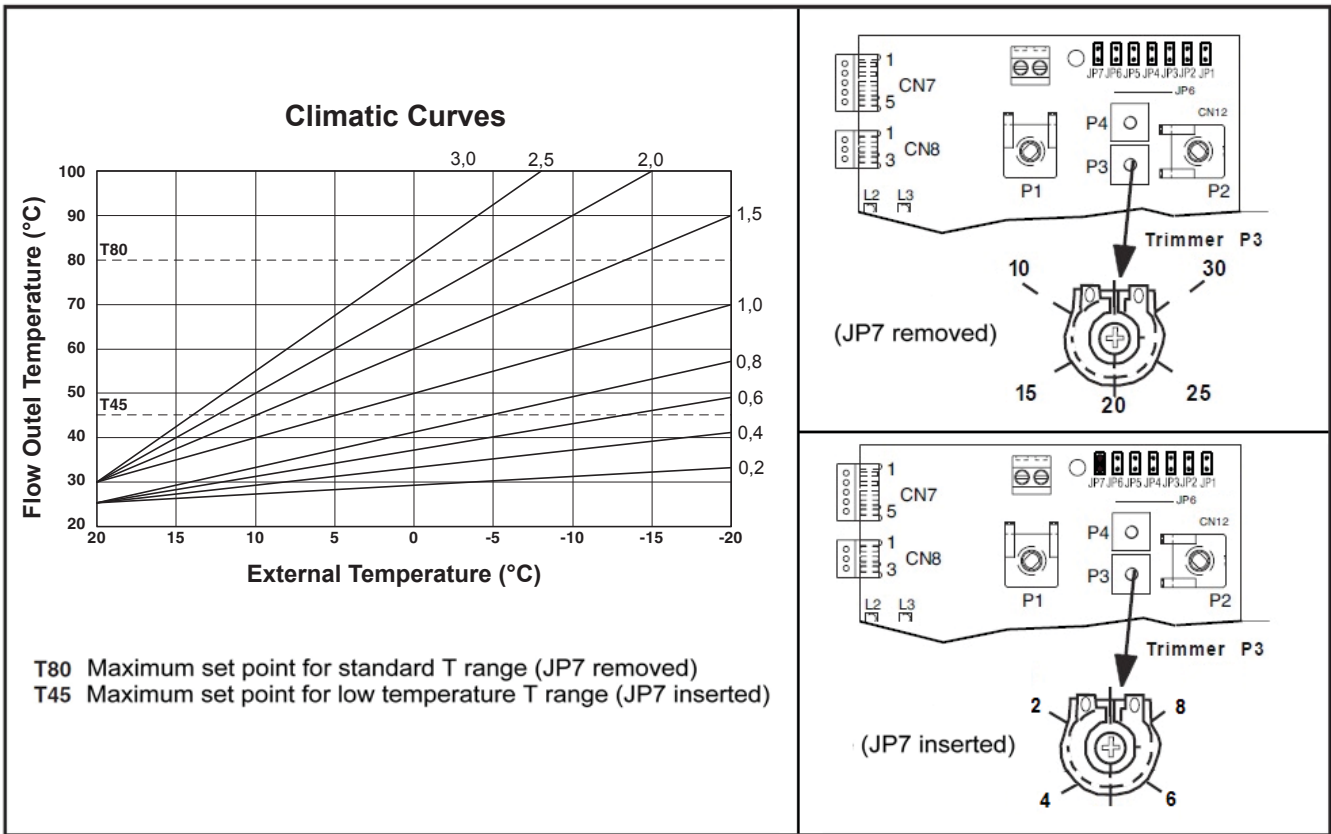 Climatic Curves
3,0 2,5 2,0
1,5
1,0
0,8
0,6
0,4
0,2
100
90
T80
80
70
60
50
T45
40
30
20
20 15 10 5 0 -5 -10 -15 -20
Flow Outel Temperature (°C)
External Temperature (°C)
T80 Maximum set point for standard T range (JP7 removed)
T45 Maximum set point for low temperature T range (JP7 inserted)
1
CN7
5
1
CN8
3
L2 L3
P1
JP7 JP6 JP5 JP4 JP3 JP2 JP1
JP6
P4
CN12
P3
P2
Trimmer P3
10 30
(JP7 removed)
15 20 25
1
CN7
5
1
CN8
3
L2 L3
P1
JP7 JP6 JP5 JP4 JP3 JP2 JP1
JP6
P4
CN12
P3
P2
Trimmer P3
2 8
(JP7 inserted)
4 6